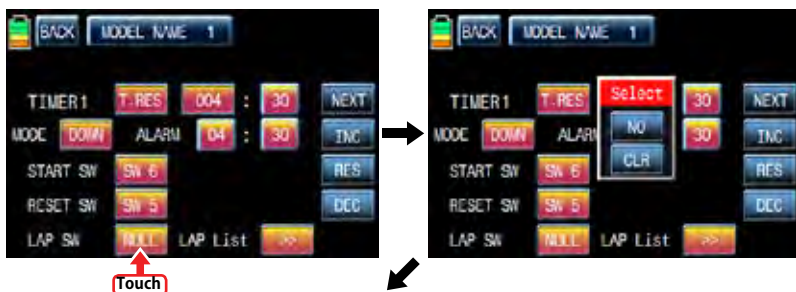 BACK MODEL NAME 1
TIMER1 T-RES 004 : 30 NEXT
MODE DOWN ALARM 04 : 30 INC
START SW SW 6 RES
RESET SW SW 5 DEC
LAP SW NULL LAP List >>
Touch
BACK MODEL NAME 1
TIMER1 T-RES Select 30 NEXT
MODE DOWN ALARM NO 30 INC
START SW SW 6 CLR RES
RESET SW SW 5 DEC
LAP SW NULL LAP List >>